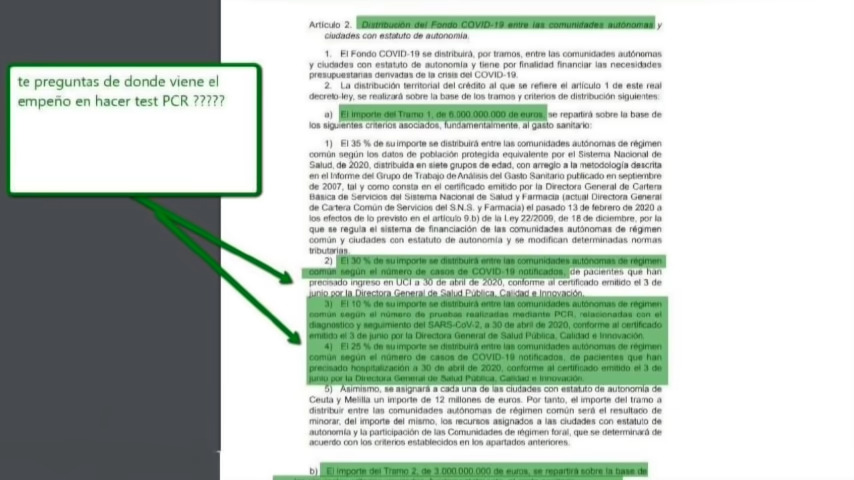 Artículo 2. Distribución del Fondo COVID-19 entre las comunidades autónomas y
ciudades con estatuto de autonomía.
1. El Fondo COVID-19 se distribuirá, por tramos, entre las comunidades autónomas
y ciudades con estatuto de autonomía y tiene por finalidad financiar las necesidades
presupuestarias derivadas de la crisis del COVID-19.
2. La distribución territorial del crédito al que se refiere el artículo 1 de este real
decreto-ley, se realizará sobre la base de los tramos y criterios de distribución siguientes:
te preguntas de donde viene el
empeño en hacer test PCR ?????
a) El importe del Tramo 1, de 6.000.000.000 de euros, se repartirá sobre la base de
los siguientes criterios asociados, fundamentalmente, al gasto sanitario:
1) El 35 % de su importe se distribuirá entre las comunidades autónomas de régimen
común según los datos de población protegida equivalente por el Sistema Nacional de
Salud, de 2020, distribuida en siete grupos de edad, con arreglo a la metodología descrita
en el Informe del Grupo de Trabajo de Análisis del Gasto Sanitario publicado en septiembre
de 2007, tal y como consta en el certificado emitido por la Directora General de Cartera
Básica de Servicios del Sistema Nacional de Salud y Farmacia (actual Directora General
de Cartera Común de Servicios del S.N.S. y Farmacia) el pasado 13 de febrero de 2020 a
los efectos de lo previsto en el artículo 9.b) de la Ley 22/2009, de 18 de diciembre, por la
que se regula el sistema de financiación de las comunidades autónomas de régimen
común y ciudades con estatuto de autonomía y se modifican determinadas normas
tributarias.
2) El 30 % de su importe se distribuirá entre las comunidades autónomas de régimen
común según el número de casos de COVID-19 notificados, de pacientes que han
precisado ingreso en UCI a 30 de abril de 2020, conforme al certificado emitido el 3 de
junio por la Directora General de Salud Pública, Calidad e Innovación.
3) El 10 % de su importe se distribuirá entre las comunidades autónomas de régimen
común según el número de pruebas realizadas mediante PCR, relacionadas con el
diagnóstico y seguimiento del SARS-CoV-2, a 30 de abril de 2020, conforme al certificado
emitido el 3 de junio por la Directora General de Salud Pública, Calidad e Innovación.
4) El 25 % de su importe se distribuirá entre las comunidades autónomas de régimen
común según el número de casos de COVID-19 notificados, de pacientes que han
precisado hospitalización a 30 de abril de 2020, conforme al certificado emitido el 3 de
junio por la Directora General de Salud Pública, Calidad e Innovación.
5) Asimismo, se asignará a cada una de las ciudades con estatuto de autonomía de
Ceuta y Melilla un importe de 12 millones de euros. Por tanto, el importe del tramo a
distribuir entre las comunidades autónomas de régimen común será el resultado de
minorar, del importe del mismo, los recursos asignados a las ciudades con estatuto de
autonomía y la participación de las Comunidades de régimen foral, que se determinará de
acuerdo con los criterios establecidos en los apartados anteriores.
b) El importe del Tramo 2, de 3.000.000.000 de euros, se repartirá sobre la base de